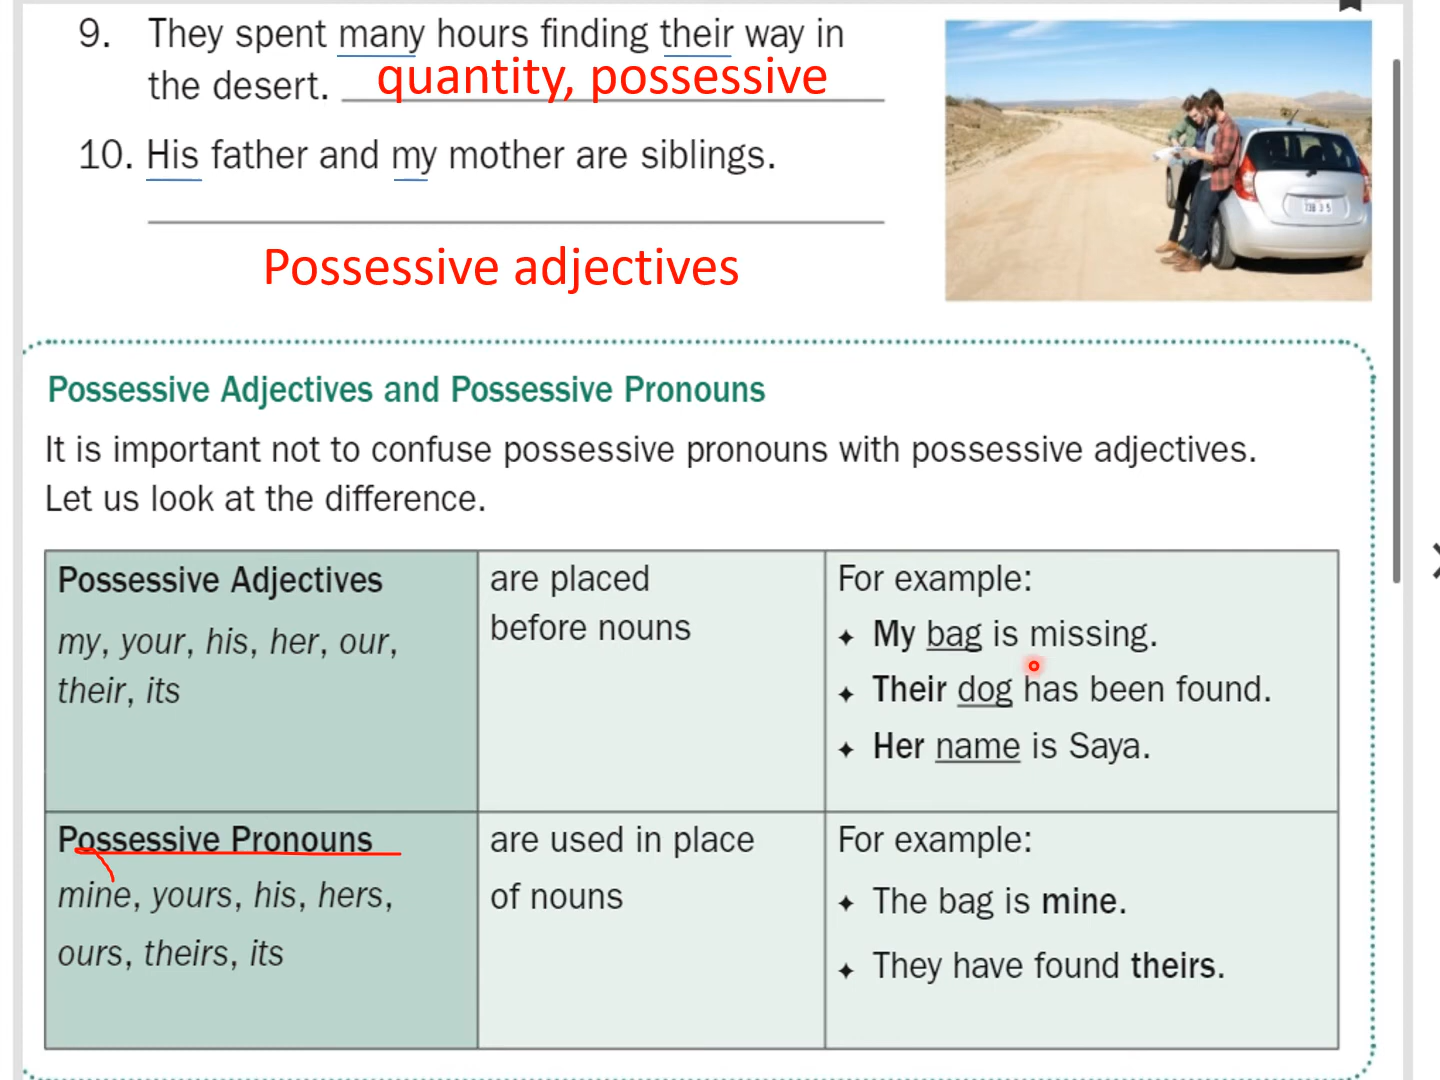 9. They spent many hours finding their way in
the desert. quantity, possessive
10. His father and my mother are siblings.
Possessive adjectives
Possessive Adjectives and Possessive Pronouns
It is important not to confuse possessive pronouns with possessive adjectives.
Let us look at the difference.
Possessive Adjectives
my, your, his, her, our,
their, its
are placed
before nouns
For example:
✦ My bag is missing.
✦ Their dog has been found.
✦ Her name is Saya.
Possessive Pronouns
mine, yours, his, hers,
ours, theirs, its
are used in place
of nouns
For example:
✦ The bag is mine.
✦ They have found theirs.